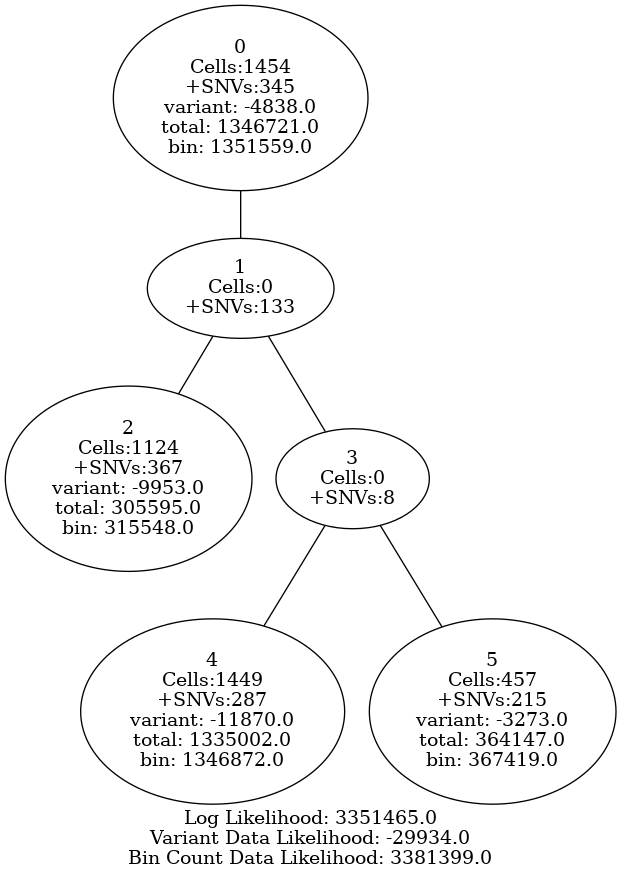 0
Cells:1454
+SNVs:345
variant: -4838.0
total: 1346721.0
bin: 1351559.0
1
Cells:0
+SNVs:133
2
Cells:1124
+SNVs:367
variant: -9953.0
total: 305595.0
bin: 315548.0
3
Cells:0
+SNVs:8
4
Cells:1449
+SNVs:287
variant: -11870.0
total: 1335002.0
bin: 1346872.0
5
Cells:457
+SNVs:215
variant: -3273.0
total: 364147.0
bin: 367419.0
Log Likelihood: 3351465.0
Variant Data Likelihood: -29934.0
Bin Count Data Likelihood: 3381399.0